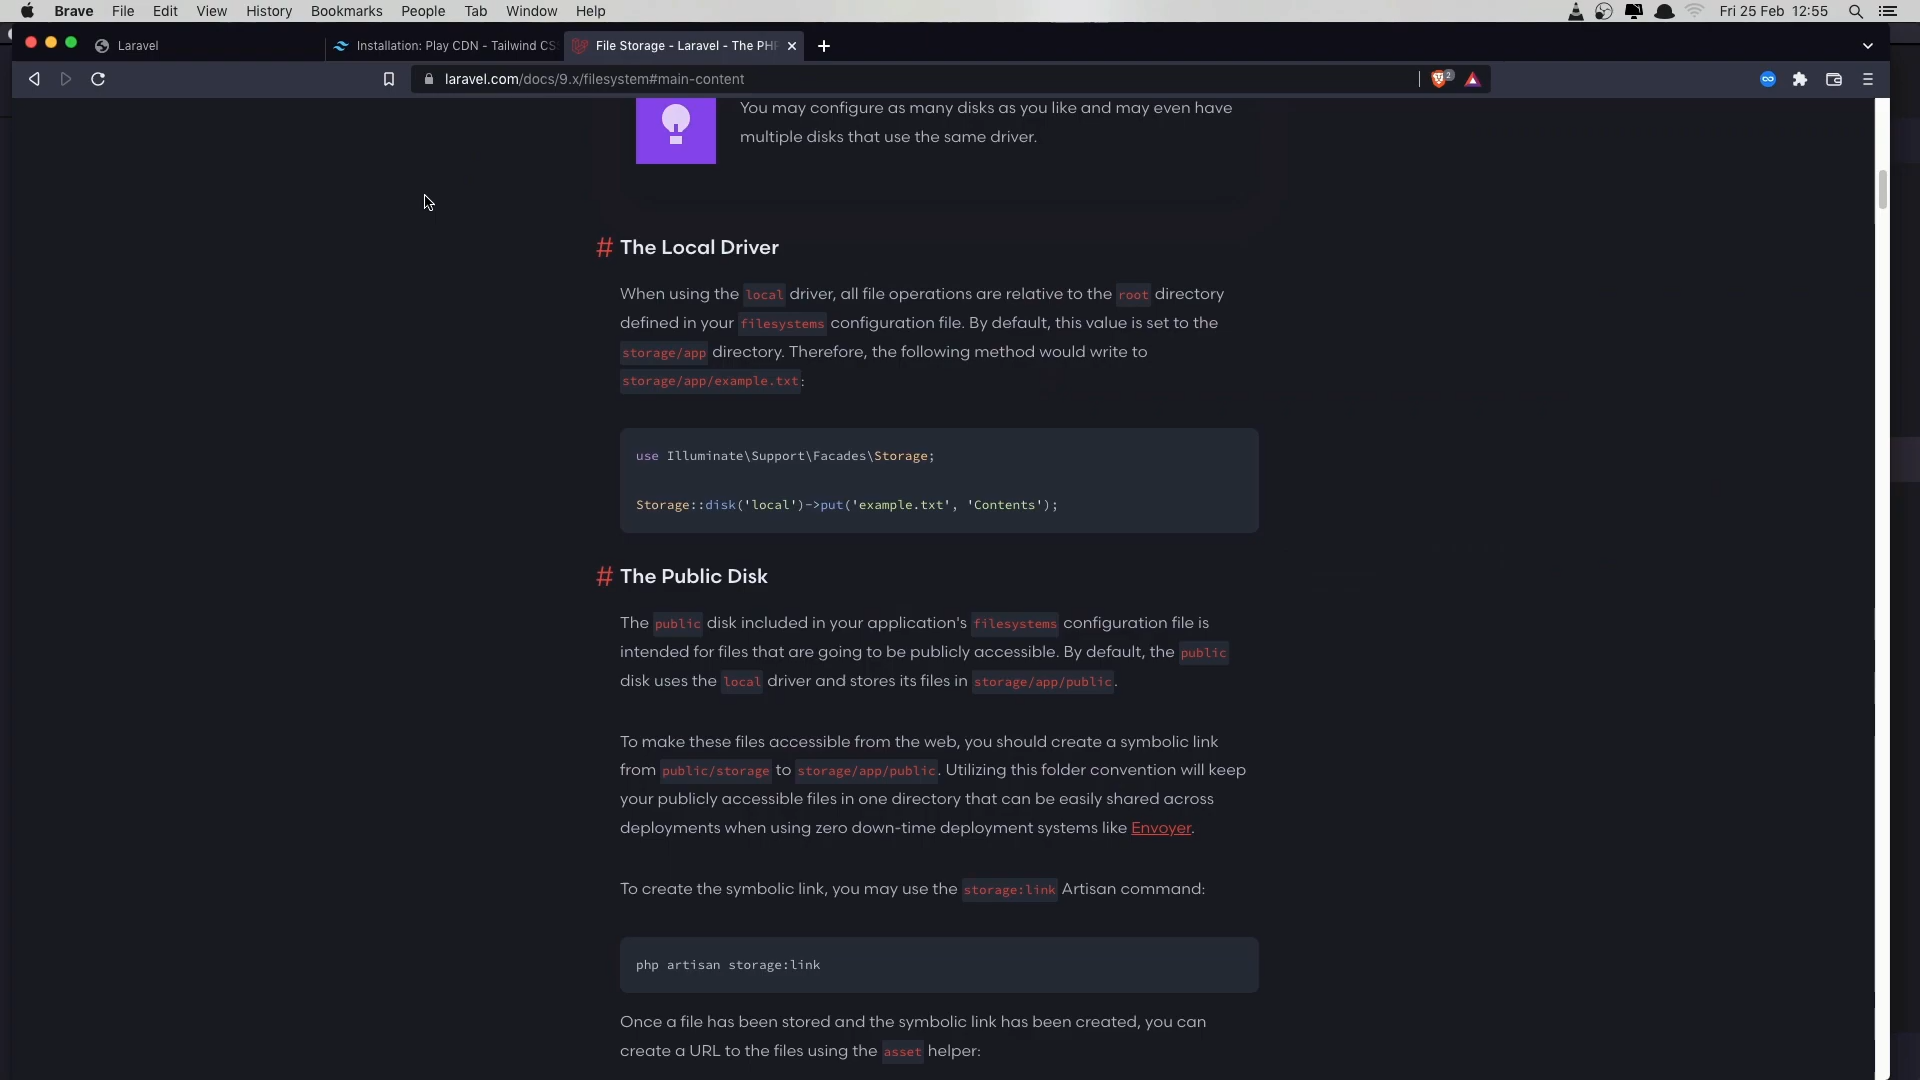 Brave File Edit View History Bookmarks People Tab Window Help Fri 25 Feb 12:55
Laravel Installation: Play CDN - Tailwind CS File Storage - Laravel - The PH
laravel.com/docs/9.x/filesystem#main-content 2
You may configure as many disks as you like and may even have
multiple disks that use the same driver.
# The Local Driver
When using the local driver, all file operations are relative to the root directory
defined in your filesystems configuration file. By default, this value is set to the
storage/app directory. Therefore, the following method would write to
storage/app/example.txt:
use Illuminate\Support\Facades\Storage;
Storage::disk('local')->put('example.txt', 'Contents');
# The Public Disk
The public disk included in your application's filesystems configuration file is
intended for files that are going to be publicly accessible. By default, the public
disk uses the local driver and stores its files in storage/app/public.
To make these files accessible from the web, you should create a symbolic link
from public/storage to storage/app/public. Utilizing this folder convention will keep
your publicly accessible files in one directory that can be easily shared across
deployments when using zero down-time deployment systems like Envoyer.
To create the symbolic link, you may use the storage:link Artisan command:
php artisan storage:link
Once a file has been stored and the symbolic link has been created, you can
create a URL to the files using the asset helper: